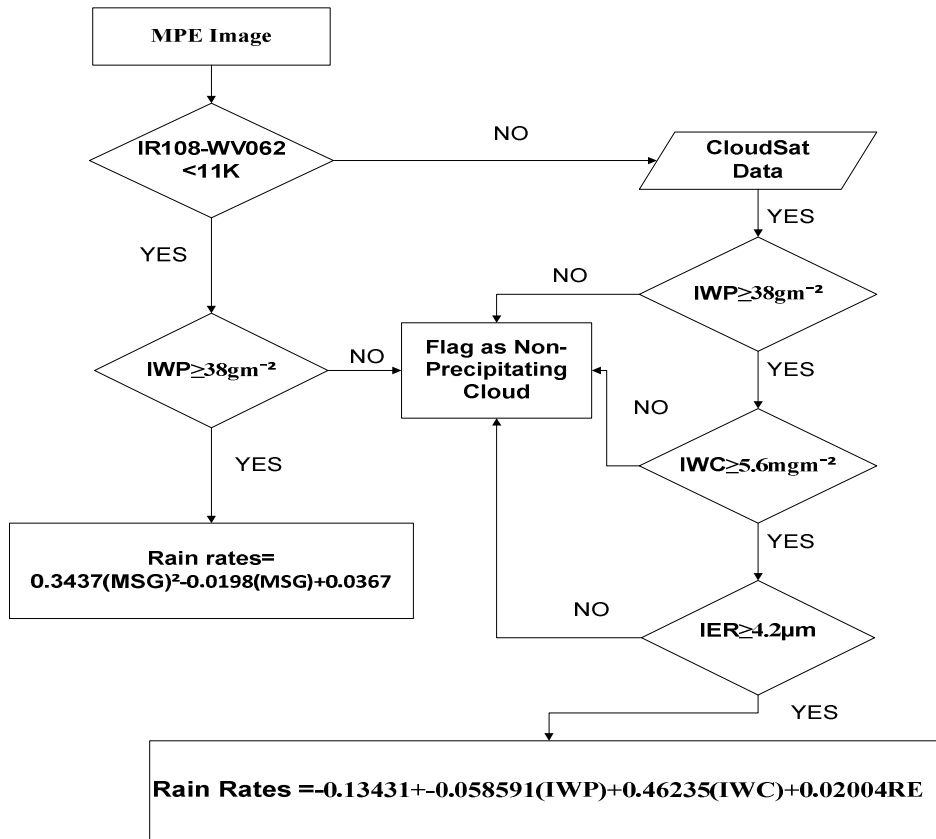 MPE Image
IR108-WV062
<11K
NO
CloudSat
Data
YES
YES
IWP≥38gm⁻²
NO
IWP≥38gm⁻²
NO
Flag as Non-
Precipitating
Cloud
YES
NO
IWC≥5.6mgm⁻²
YES
Rain rates=
0.3437(MSG)²-0.0198(MSG)+0.0367
YES
NO
IER≥4.2µm
YES
Rain Rates =-0.13431+-0.058591(IWP)+0.46235(IWC)+0.02004RE